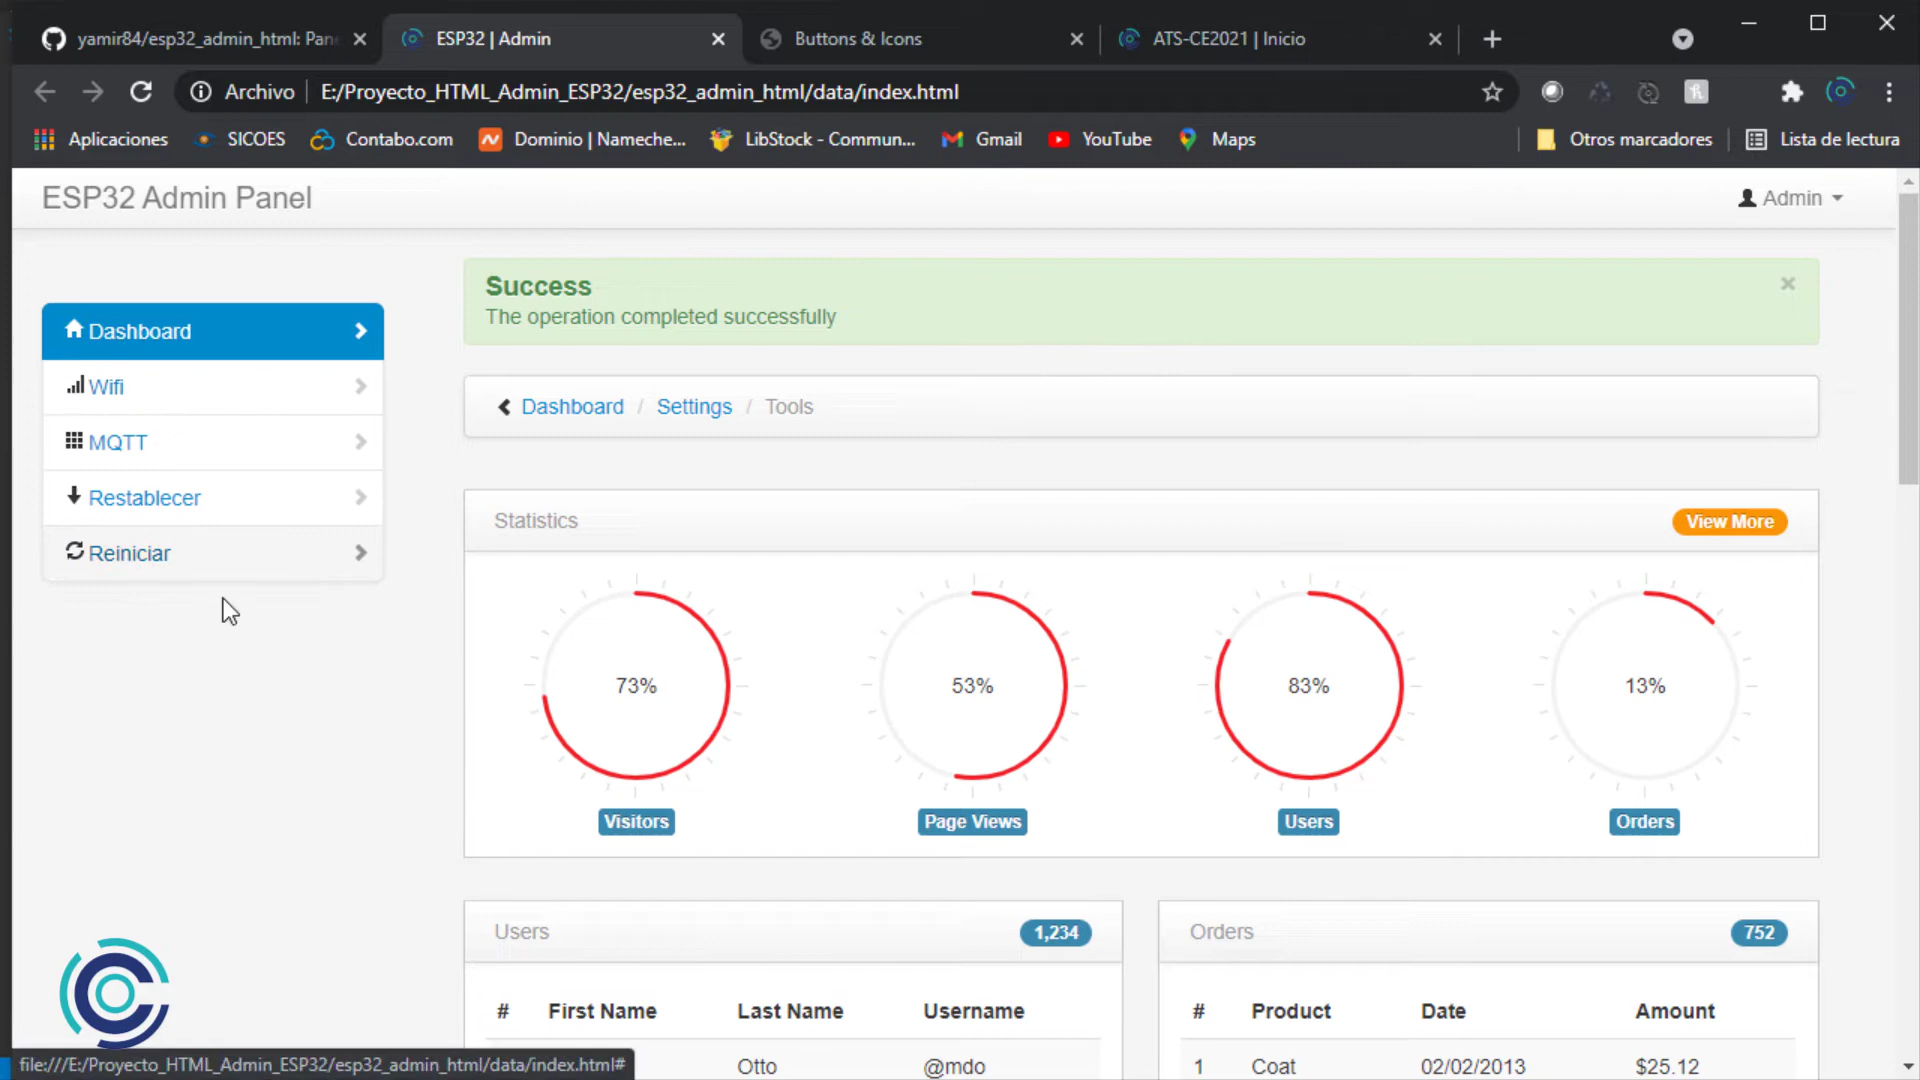 yamir84/esp32_admin_html: Pan
ESP32 | Admin
Buttons & Icons
ATS-CE2021 | Inicio
Archivo
E:/Proyecto_HTML_Admin_ESP32/esp32_admin_html/data/index.html
Aplicaciones
SICOES
Contabo.com
Dominio | Nameche...
LibStock - Commun...
Gmail
YouTube
Maps
Otros marcadores
Lista de lectura
ESP32 Admin Panel
Admin
Success
The operation completed successfully
Dashboard
Wifi
MQTT
Restablecer
Reiniciar
Dashboard / Settings / Tools
Statistics
View More
73%
53%
83%
13%
Visitors
Page Views
Users
Orders
Users
1,234
Orders
752
# First Name Last Name Username
Otto @mdo
# Product Date Amount
1 Coat 02/02/2013 $25.12
file:///E:/Proyecto_HTML_Admin_ESP32/esp32_admin_html/data/index.html#